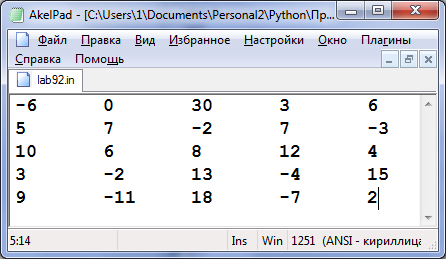 AkelPad - [C:\Users\1\Documents\Personal2\Python\Пр...
Файл Правка Вид Избранное Настройки Окно Плагины
Справка Помощь
lab92.in
-6 0 30 3 6
5 7 -2 7 -3
10 6 8 12 4
3 -2 13 -4 15
9 -11 18 -7 2
5:14 Ins Win 1251 (ANSI - кириллица